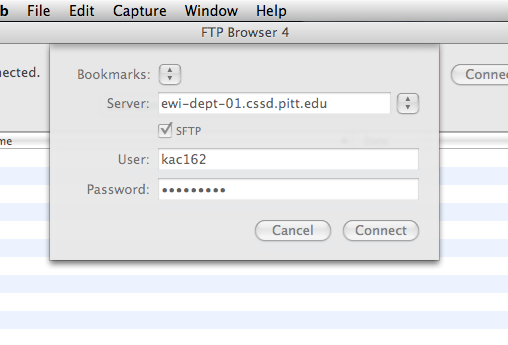 b File Edit Capture Window Help
FTP Browser 4
nected.
Bookmarks:
Connec
Server: ewi-dept-01.cssd.pitt.edu
SFTP
me
User: kac162
Password: •••••••••
Cancel Connect